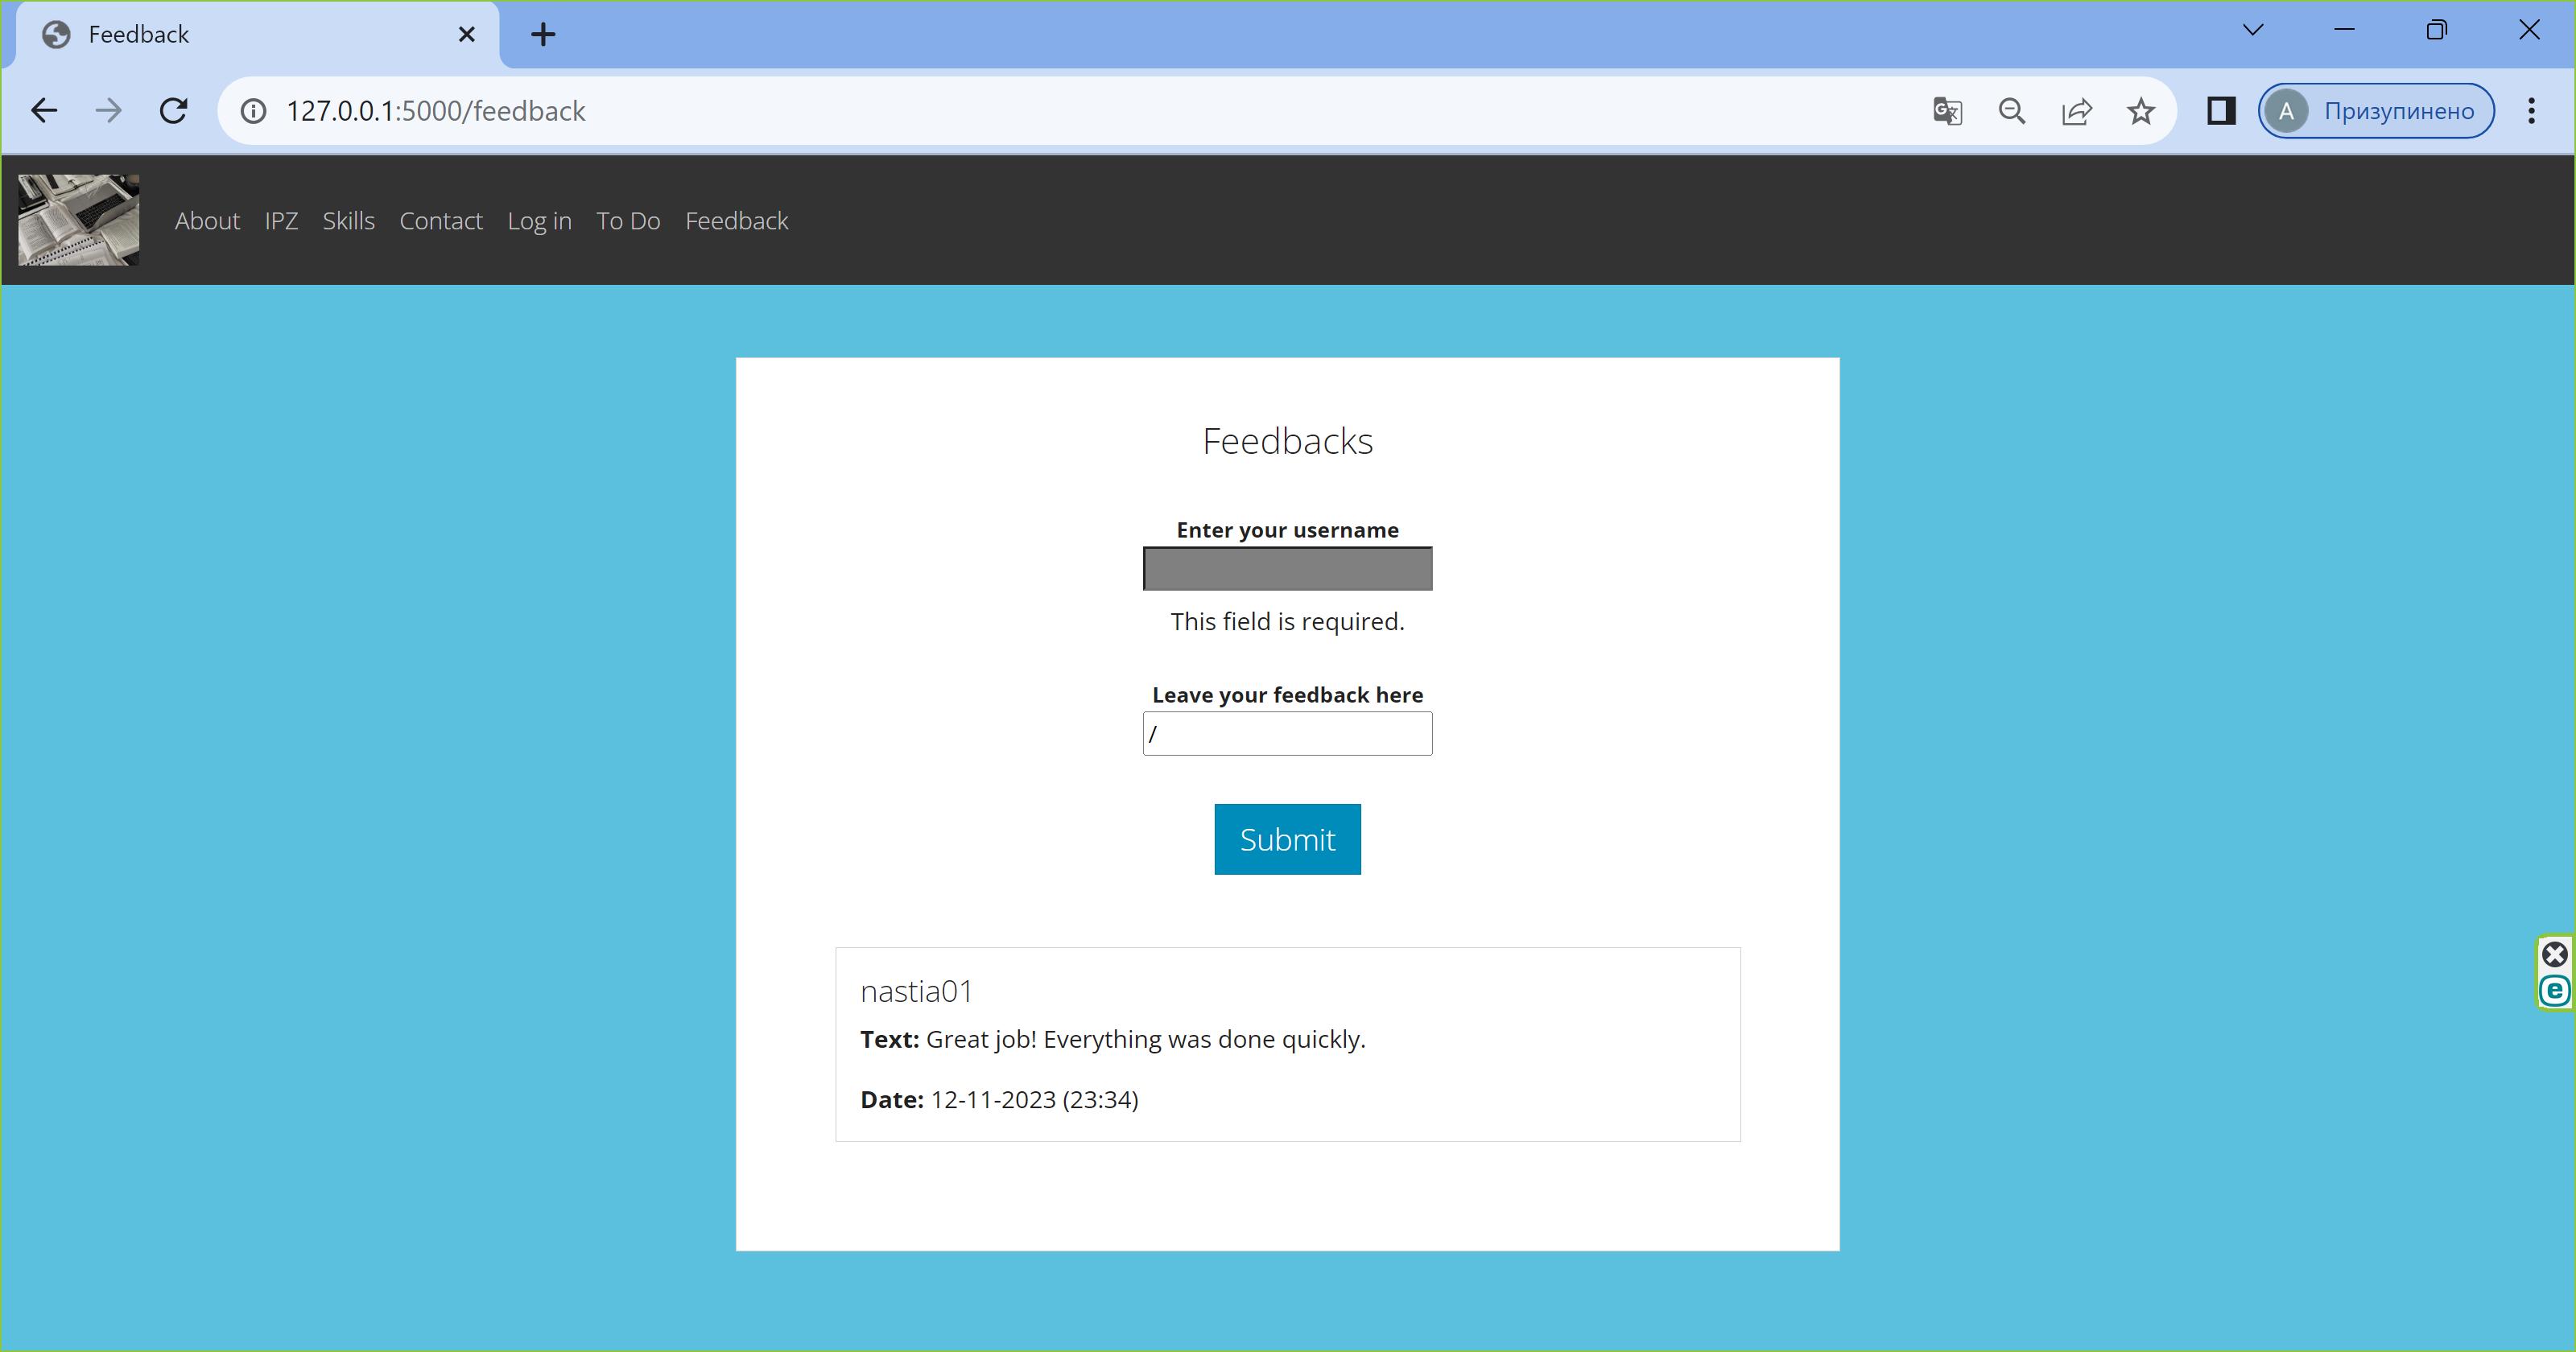 Feedback
127.0.0.1:5000/feedback
A Призупинено
About IPZ Skills Contact Log in To Do Feedback
Feedbacks
Enter your username
This field is required.
Leave your feedback here
/
Submit
nastia01
Text: Great job! Everything was done quickly.
Date: 12-11-2023 (23:34)
e